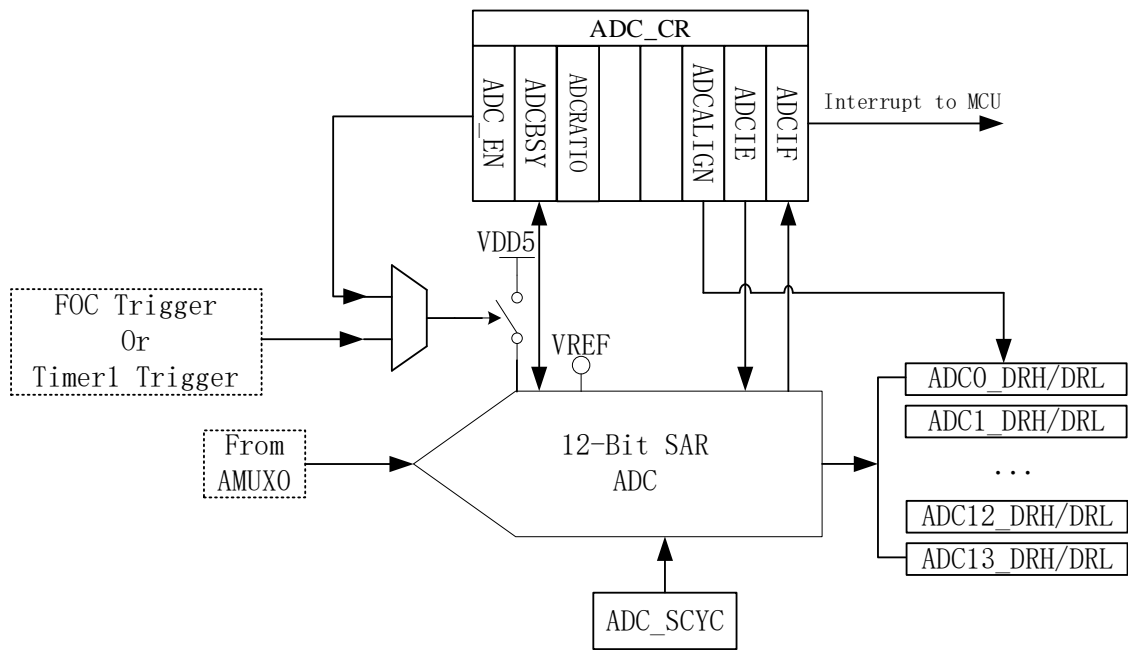 ADC_CR
ADC_EN
ADCBSY
ADCRATIO
ADCALIGN
ADCIE
ADCIF
Interrupt to MCU
VDD5
FOC Trigger
Or
Timer1 Trigger
VREF
ADC0_DRH/DRL
ADC1_DRH/DRL
...
ADC12_DRH/DRL
ADC13_DRH/DRL
From
AMUX0
12-Bit SAR
ADC
ADC_SCYC